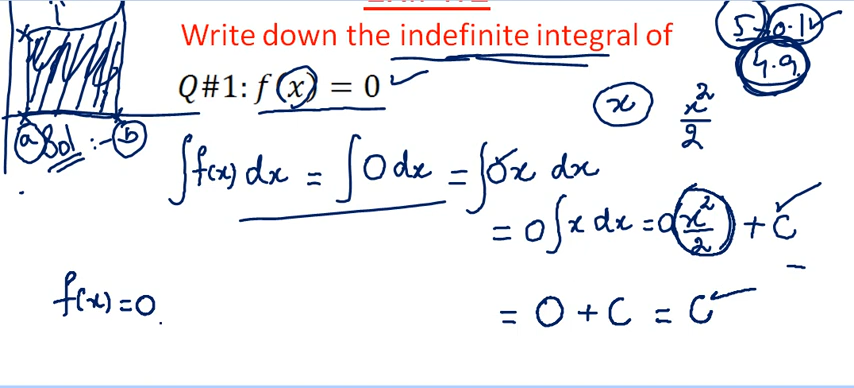 Write down the indefinite integral of
5-0.1
4.9
Q#1: f(x) = 0
x x²/2
a Sol :- b
∫f(x) dx = ∫0 dx = ∫0x dx
= 0∫x dx = 0(x²/2) + C
f(x)=0.
= 0 + C = C